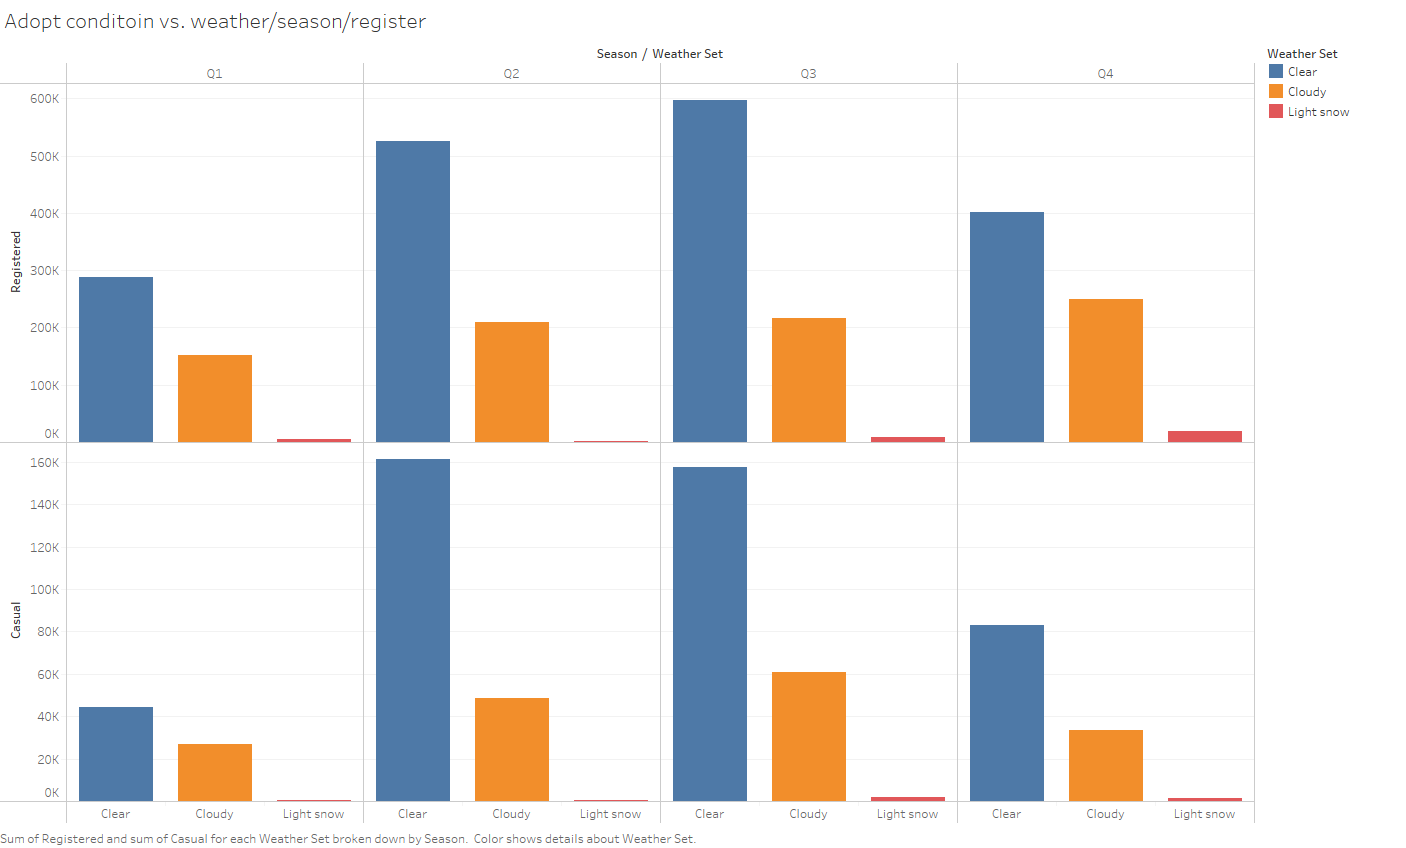 Adopt conditoin vs. weather/season/register
Season / Weather Set
Q1 Q2 Q3 Q4
Registered
600K
500K
400K
300K
200K
100K
0K
Casual
160K
140K
120K
100K
80K
60K
40K
20K
0K
Clear Cloudy Light snow Clear Cloudy Light snow Clear Cloudy Light snow Clear Cloudy Light snow
Sum of Registered and sum of Casual for each Weather Set broken down by Season.  Color shows details about Weather Set.
Weather Set
Clear
Cloudy
Light snow